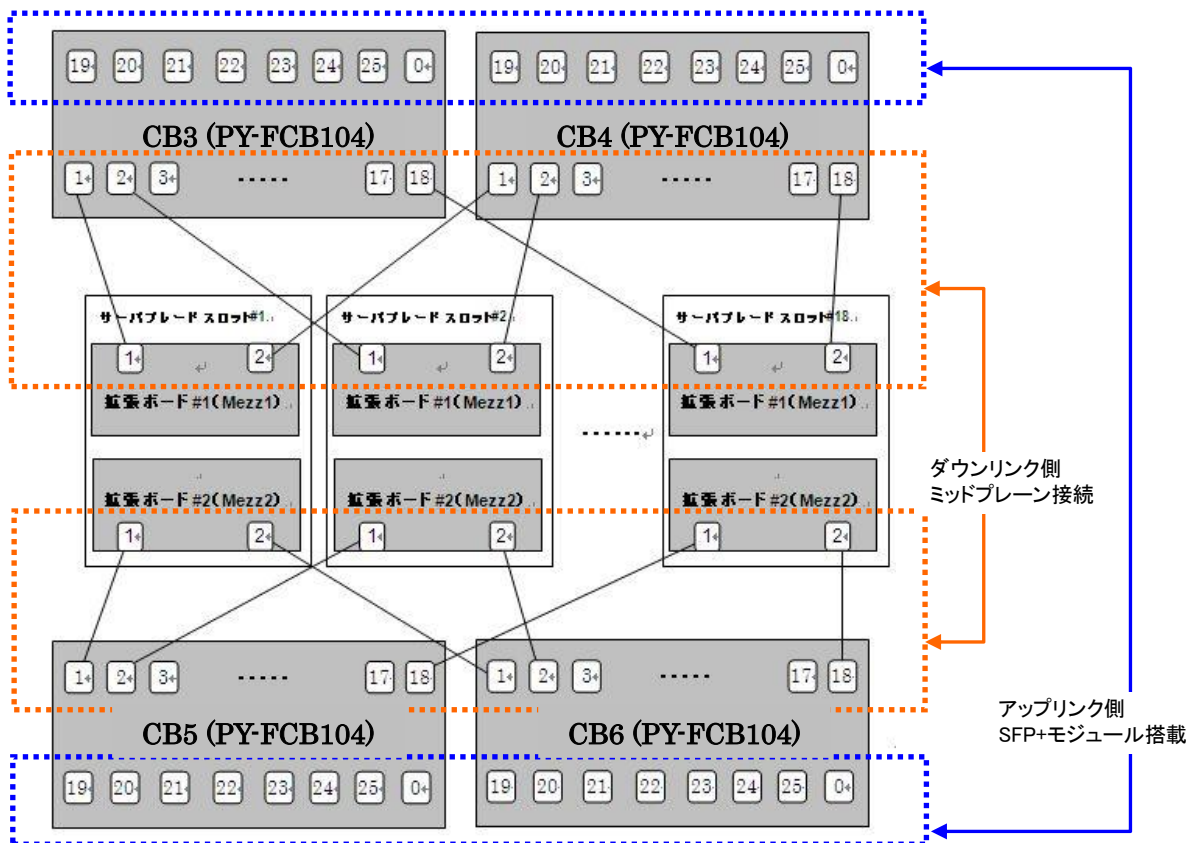 19 20 21 22 23 24 25 0
19 20 21 22 23 24 25 0
CB3 (PY-FCB104)
CB4 (PY-FCB104)
1 2 3 ····· 17 18
1 2 3 ····· 17 18
サーバブレード スロット#1
サーバブレード スロット#2
サーバブレード スロット#18
1 2
1 2
1 2
拡張ボード#1(Mezz1)
拡張ボード#1(Mezz1)
拡張ボード#1(Mezz1)
······
拡張ボード#2(Mezz2)
拡張ボード#2(Mezz2)
拡張ボード#2(Mezz2)
1 2
1 2
1 2
ダウンリンク側
ミッドプレーン接続
1 2 3 ····· 17 18
1 2 3 ····· 17 18
CB5 (PY-FCB104)
CB6 (PY-FCB104)
アップリンク側
SFP+モジュール搭載
19 20 21 22 23 24 25 0
19 20 21 22 23 24 25 0